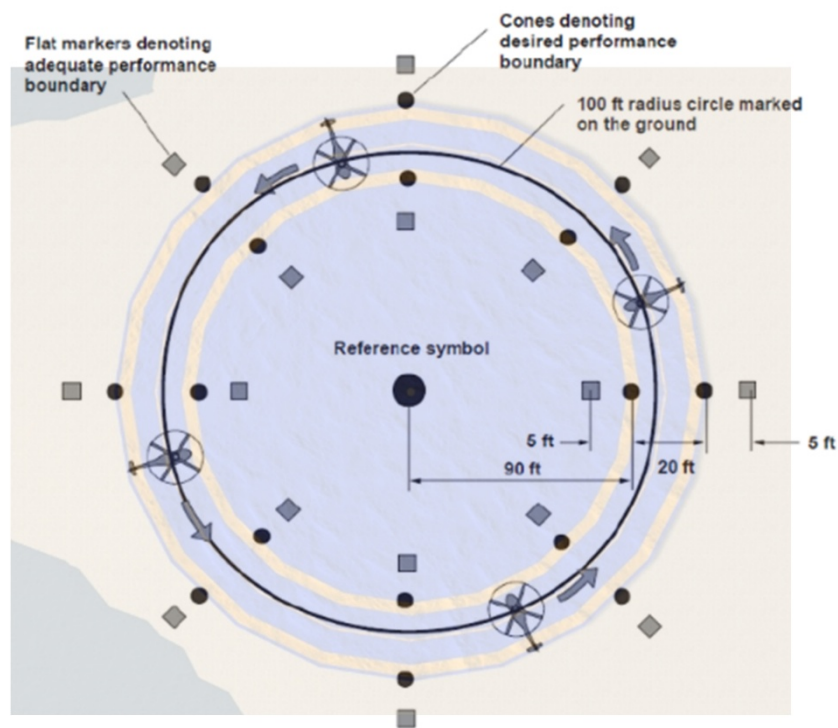 Flat markers denoting
adequate performance
boundary
Cones denoting
desired performance
boundary
100 ft radius circle marked
on the ground
Reference symbol
5 ft
90 ft
20 ft
5 ft